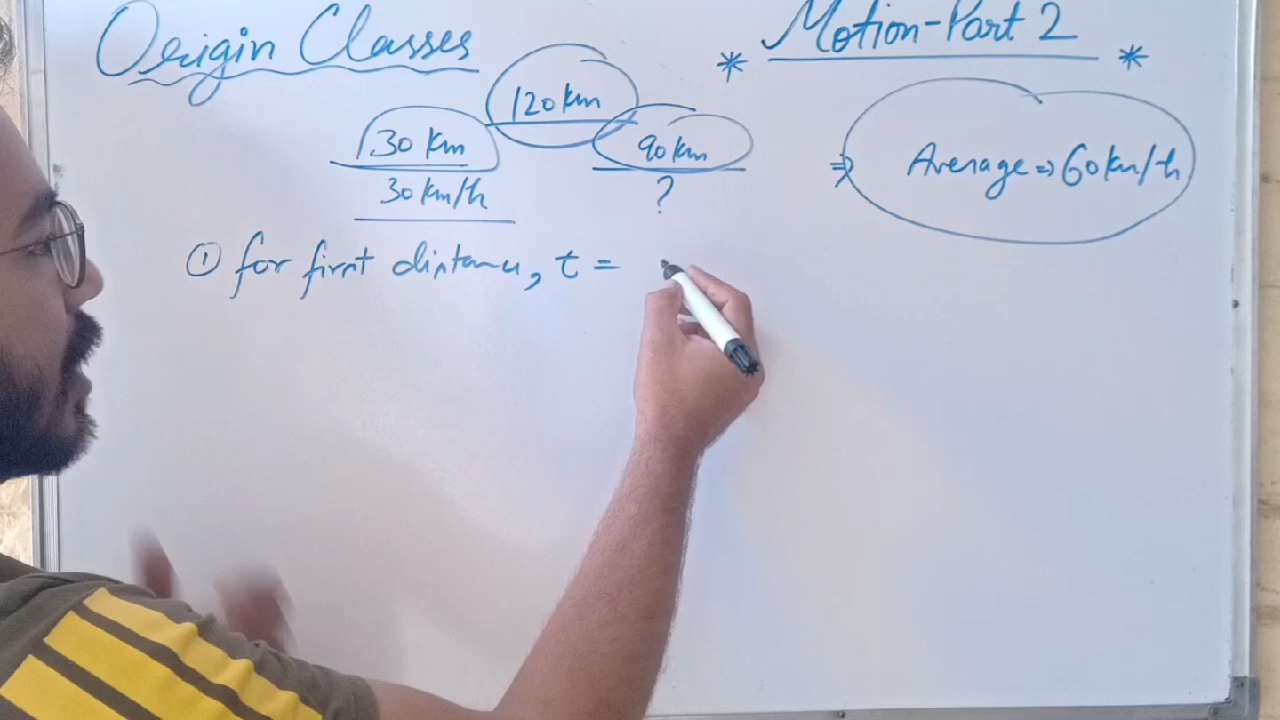 Origin Classes
Motion-Part 2
* *
120 km
30 km
90 km
30 km/h
?
⇒ Average ⇒ 60 km/h
① for first distance, t =